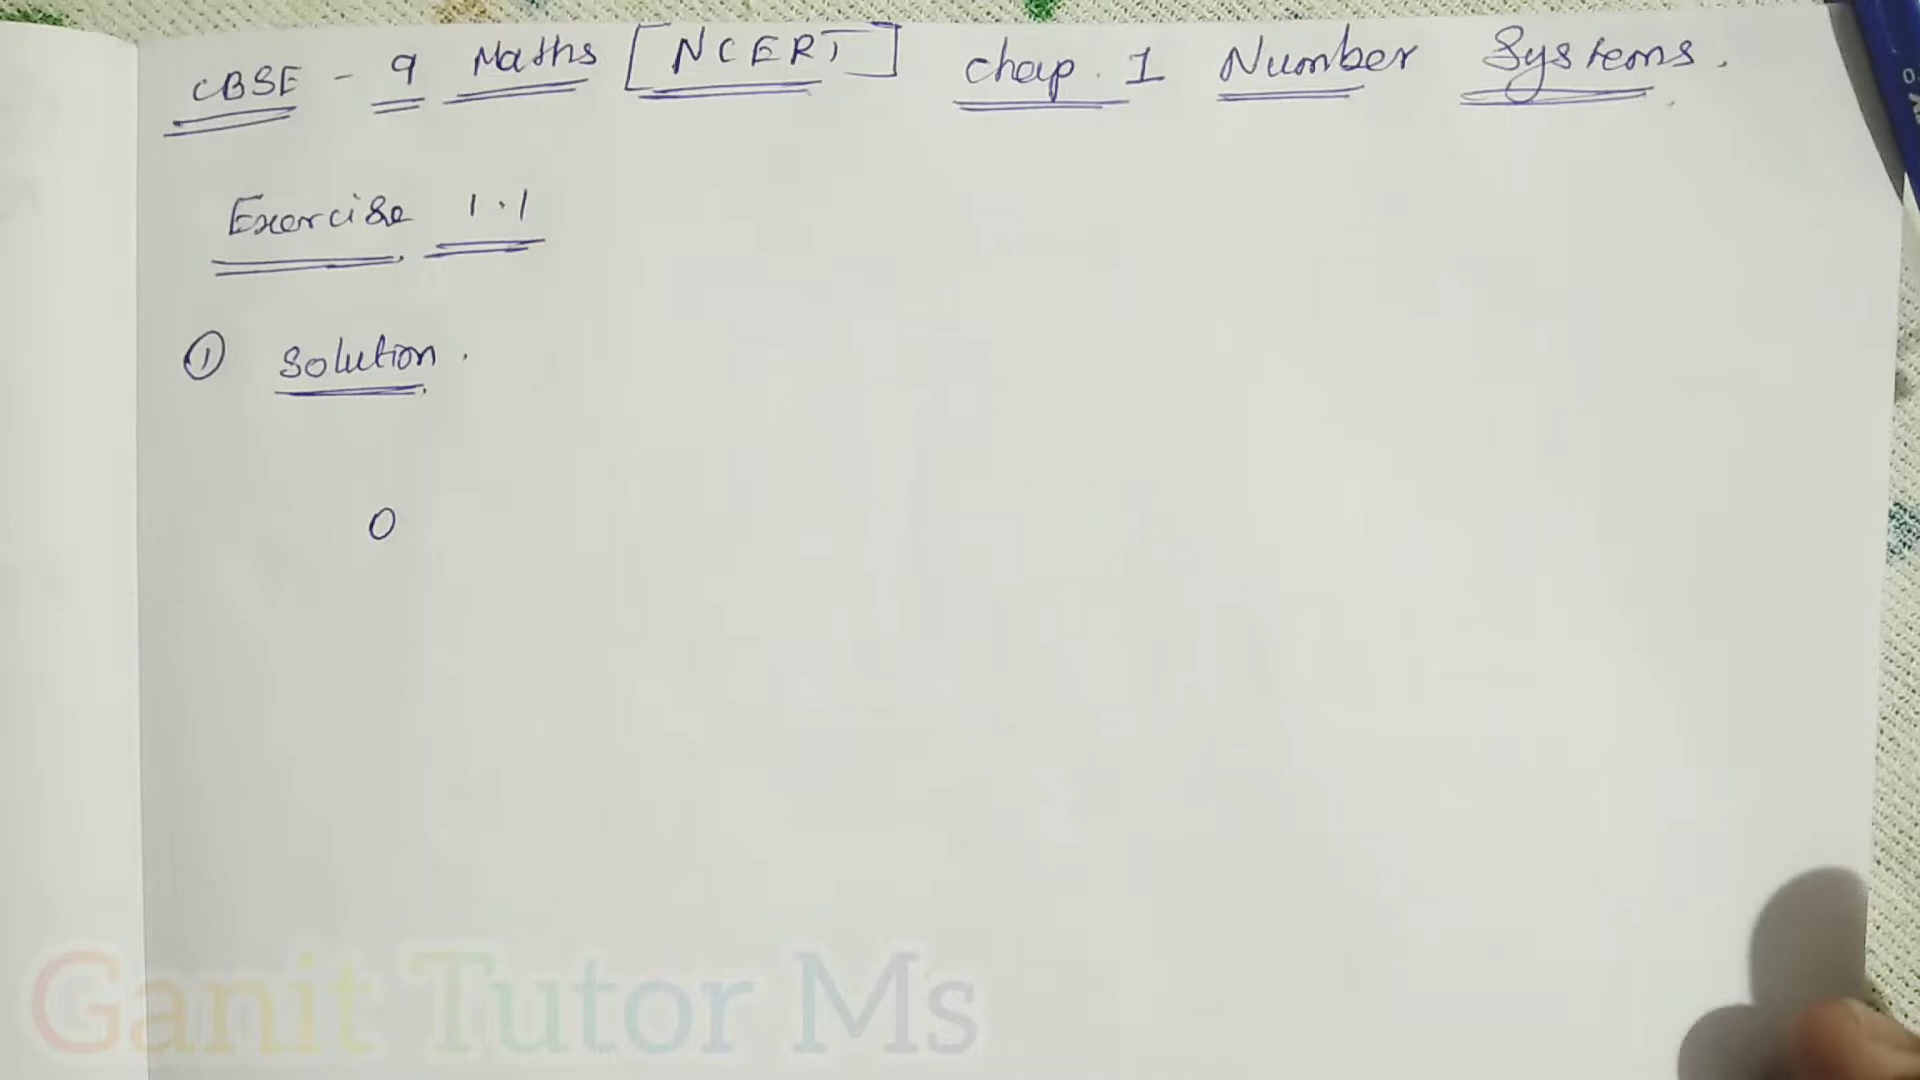 CBSE - 9 Maths [NCERT] chap. 1 Number Systems.
Exercise 1.1
① Solution.
0
Ganit Tutor Ms